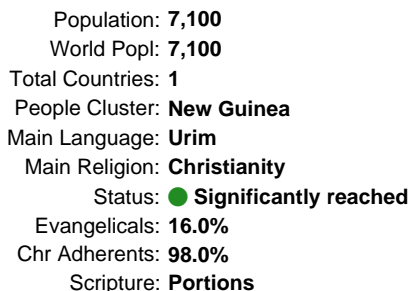 Population: 7,100
World Popl: 7,100
Total Countries: 1
People Cluster: New Guinea
Main Language: Urim
Main Religion: Christianity
Status: Significantly reached
Evangelicals: 16.0%
Chr Adherents: 98.0%
Scripture: Portions